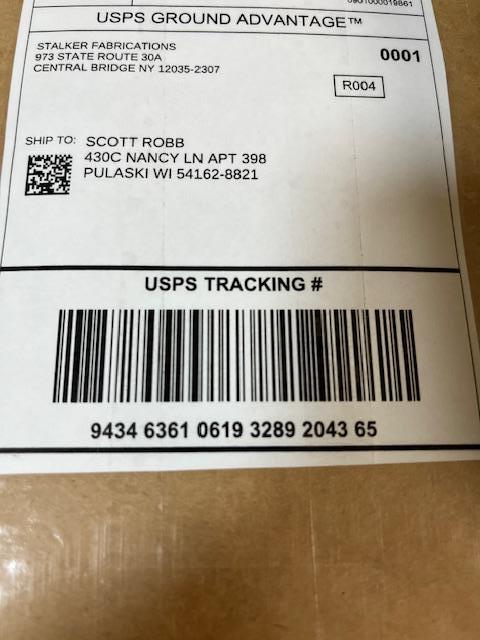 0901000019861
USPS GROUND ADVANTAGE™
STALKER FABRICATIONS
973 STATE ROUTE 30A
CENTRAL BRIDGE NY 12035-2307
0001
R004
SHIP TO: SCOTT ROBB
430C NANCY LN APT 398
PULASKI WI 54162-8821
USPS TRACKING #
9434 6361 0619 3289 2043 65